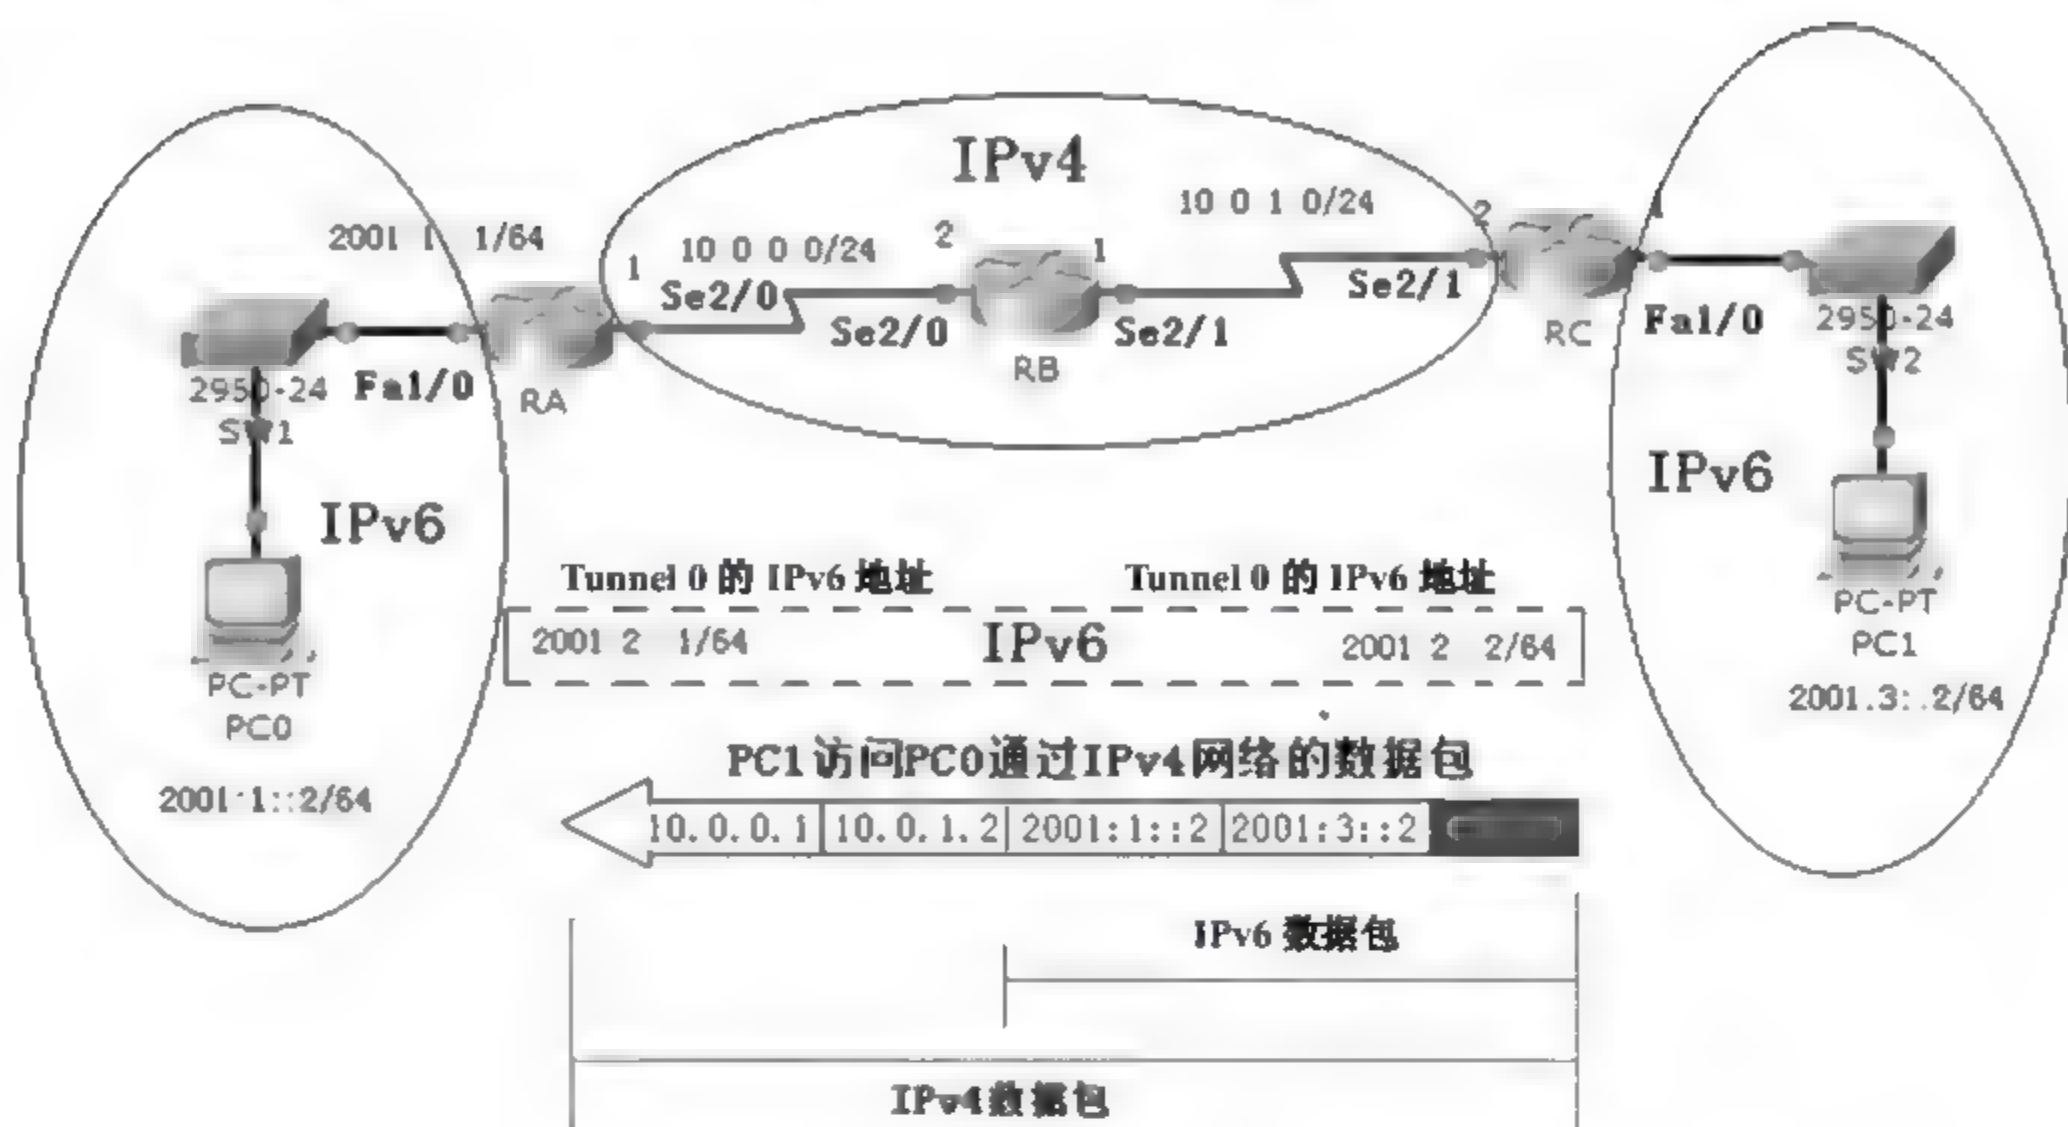 IPv4
10 0 1 0/24
2
1
2001 1 1/64
1
10 0 0 0/24
2
1
Se2/0
Se2/0
Se2/1
Se2/1
RC
Fa1/0
2950-24
SW2
2950-24
SW1
Fa1/0
RA
RB
IPv6
IPv6
Tunnel 0 的 IPv6 地址
Tunnel 0 的 IPv6 地址
2001 2 1/64
IPv6
2001 2 2/64
PC-PT
PC0
2001:1::2/64
PC-PT
PC1
2001.3:.2/64
PC1访问PC0通过IPv4网络的数据包
10.0.0.1 10.0.1.2 2001:1::2 2001:3::2
IPv6 数据包
IPv4数据包